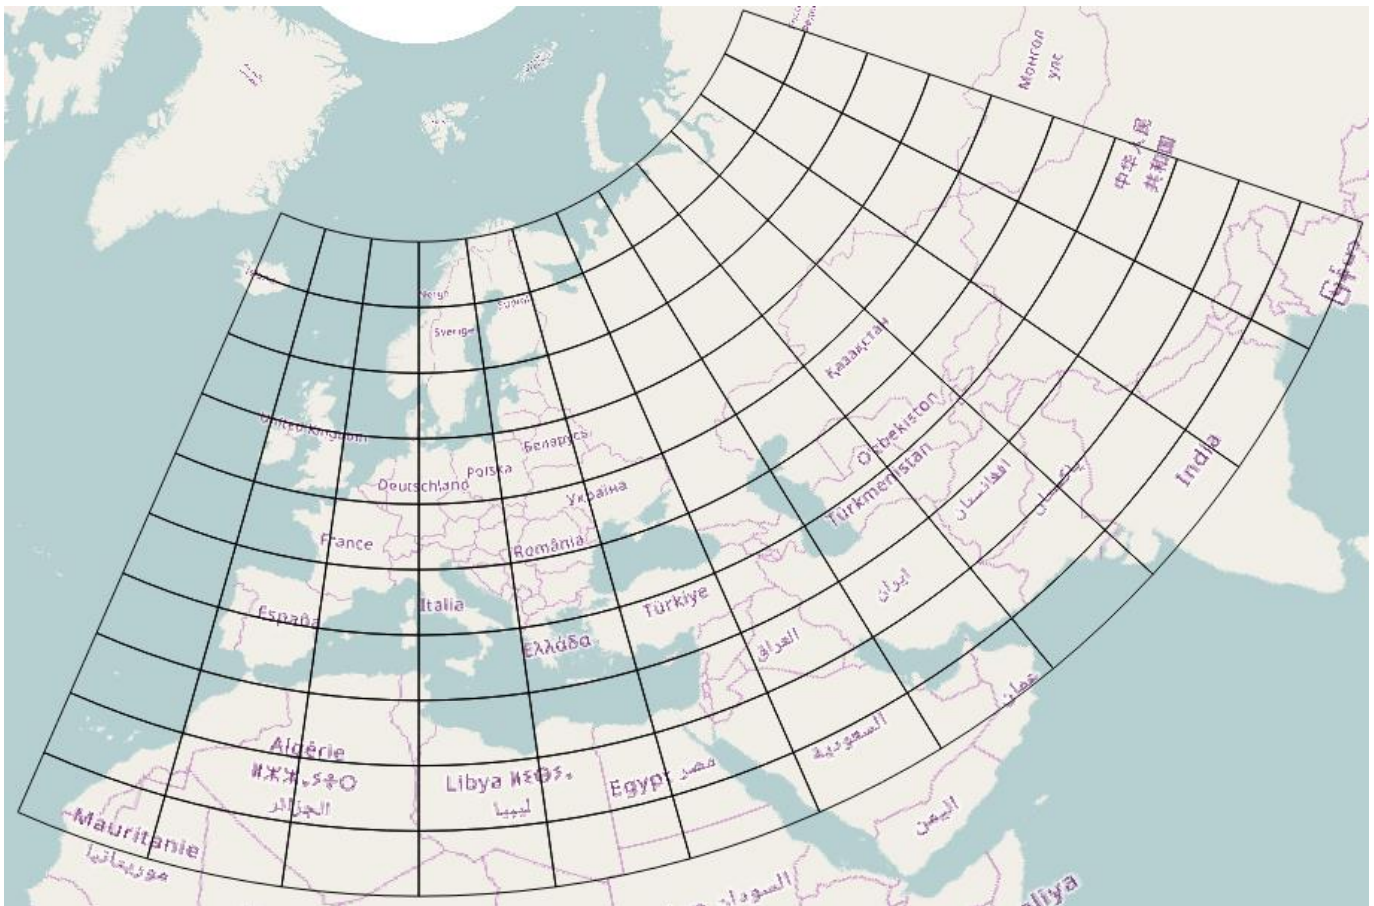 Монгол
улс
中华人民
共和国
Norge
Suomi
Sverige
Қазақстан
United Kingdom
Беларусь
Polska
Deutschland
Україна
Oʻzbekiston
Türkmenistan
افغانستان
پاکستان
India
France
România
Italia
España
Türkiye
Ελλάδα
ایران
العراق
عمان
السعودية
Algérie
ⵍⵣⵣⴰⵢⴻⵔ
الجزائر
Libya ⵍⵉⴱⵢⴰ
ليبيا
Egypt مصر
اليمن
Mauritanie
موريتانيا
السودان